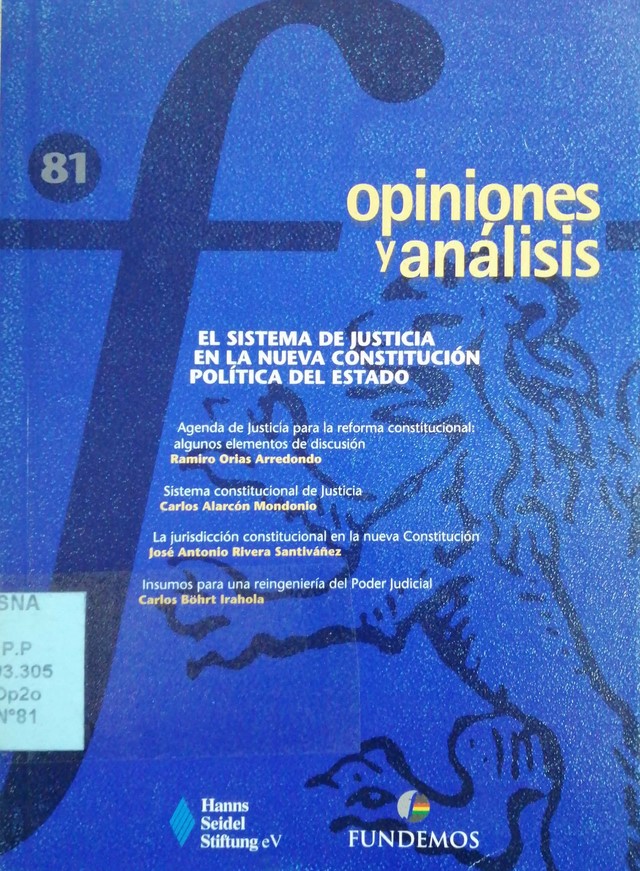 81
opiniones
y análisis
EL SISTEMA DE JUSTICIA
EN LA NUEVA CONSTITUCIÓN
POLÍTICA DEL ESTADO
Agenda de Justicia para la reforma constitucional:
algunos elementos de discusión
Ramiro Orias Arredondo
Sistema constitucional de Justicia
Carlos Alarcón Mondonio
La jurisdicción constitucional en la nueva Constitución
José Antonio Rivera Santiváñez
Insumos para una reingeniería del Poder Judicial
Carlos Böhrt Irahola
SNA
P.P
93.305
Op2o
N°81
Hanns
Seidel
Stiftung eV
FUNDEMOS